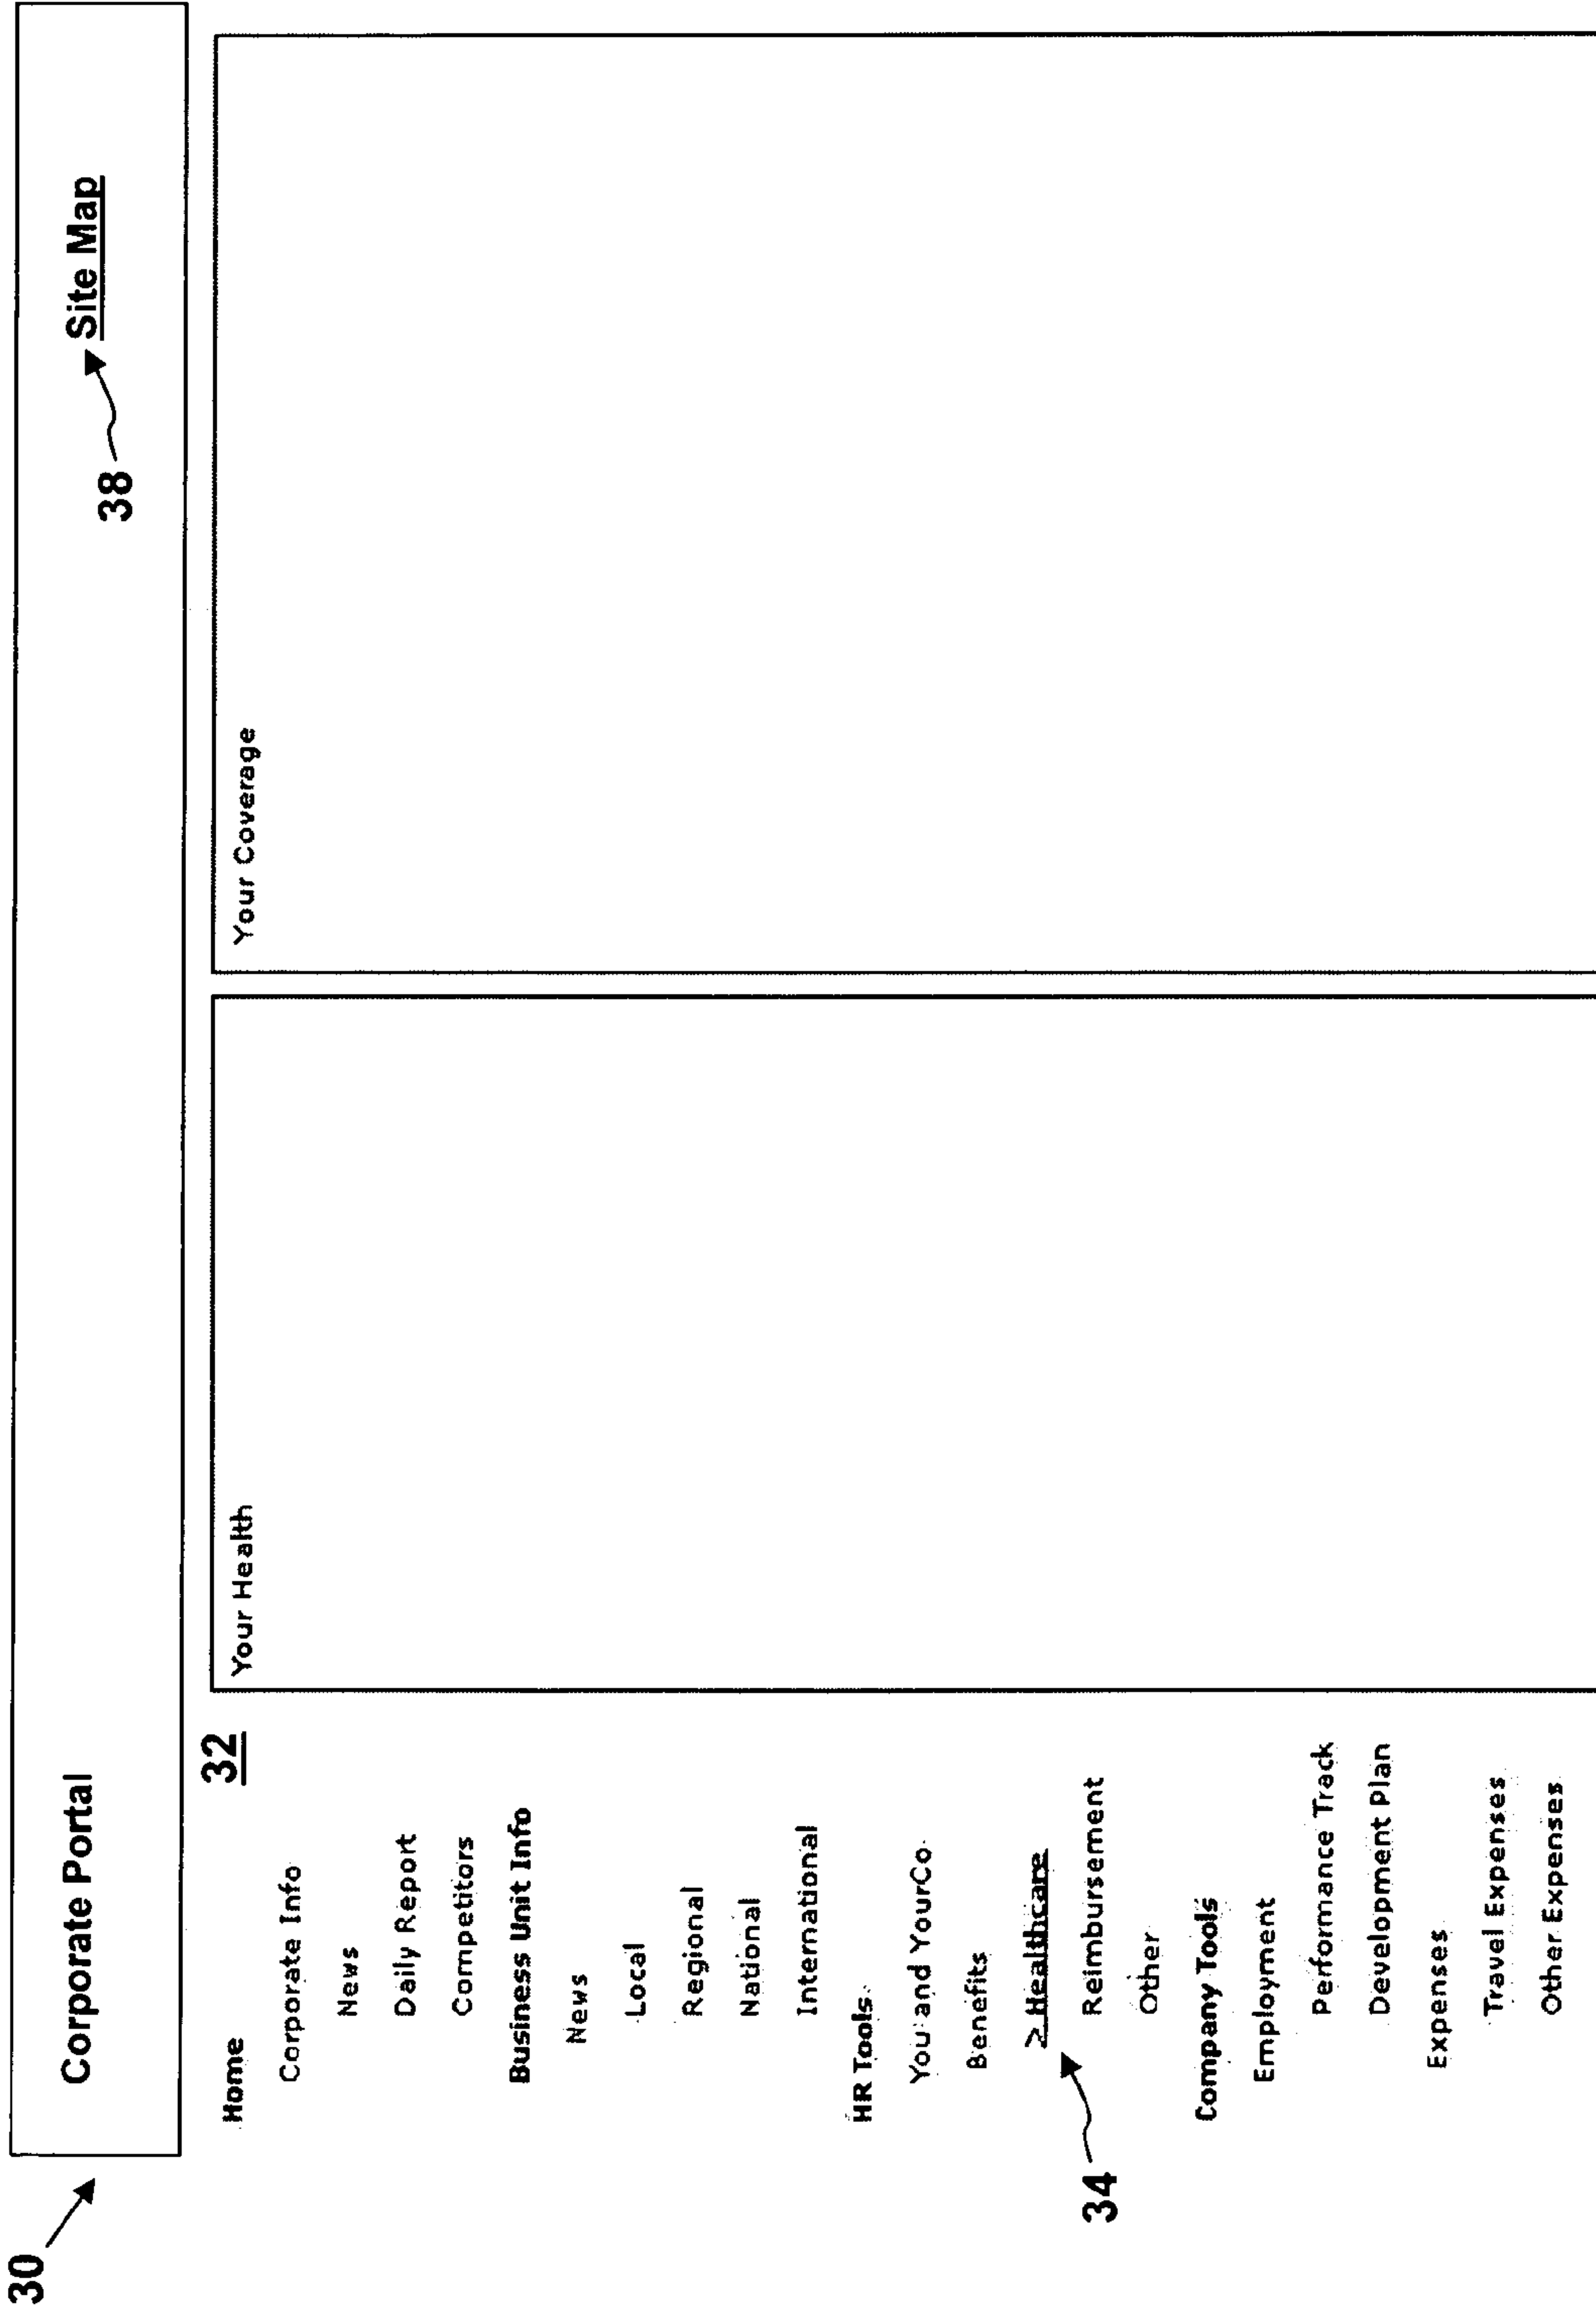 30
Corporate Portal
38
Site Map
32
Home
Corporate Info
News
Daily Report
Competitors
Business Unit Info
News
Local
Regional
National
International
HR Tools
You and YourCo
Benefits
34
> Healthcare
Reimbursement
Other
Company Tools
Employment
Performance Track
Development Plan
Expenses
Travel Expenses
Other Expenses
Your Health
Your Coverage